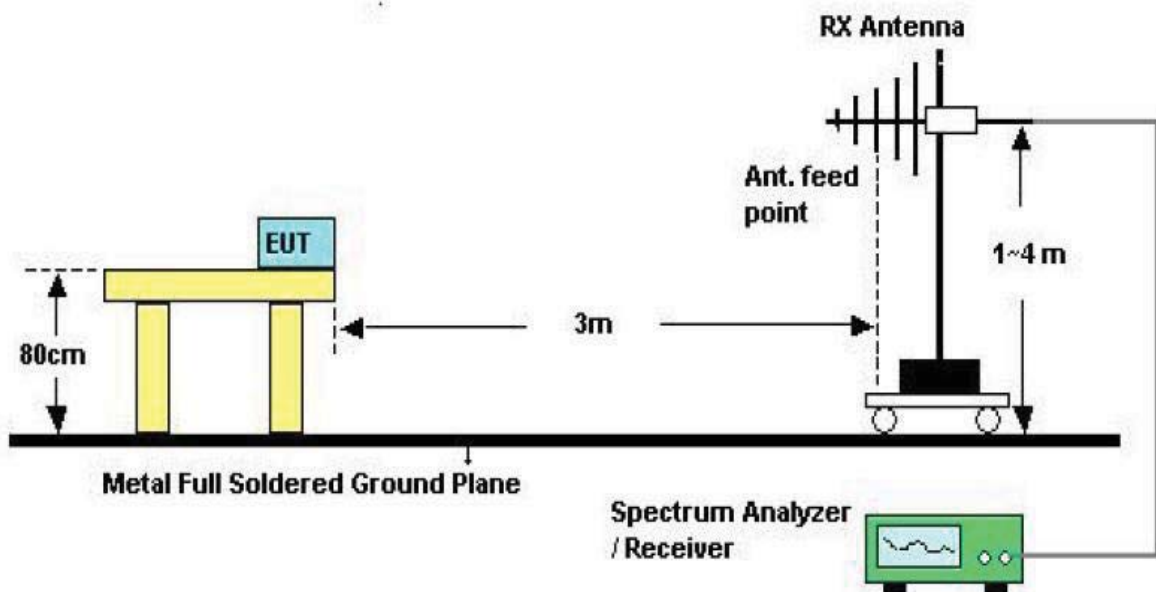 RX Antenna
Ant. feed
point
EUT
1~4 m
3m
80cm
Metal Full Soldered Ground Plane
Spectrum Analyzer
/ Receiver